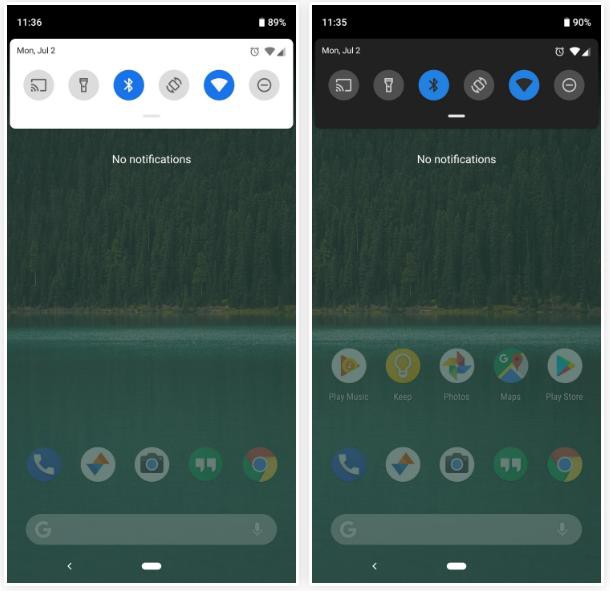 11:36
89%
Mon, Jul 2
No notifications
G
11:35
90%
Mon, Jul 2
No notifications
Play Music
Keep
Photos
Maps
Play Store
G